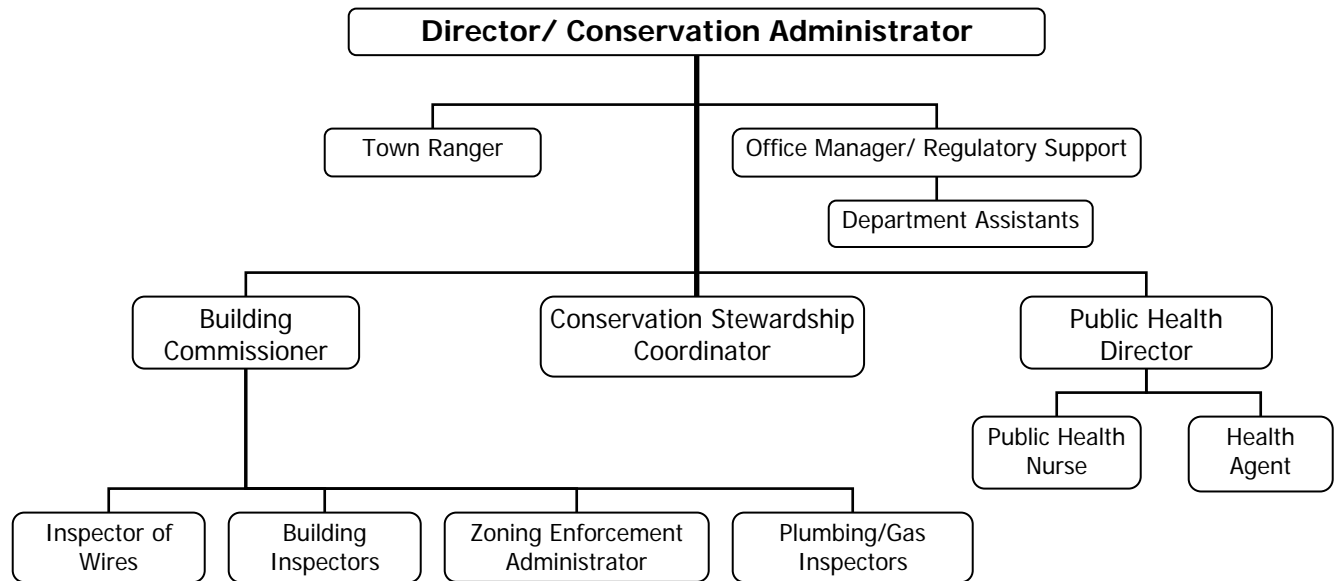 Director/ Conservation Administrator
Town Ranger
Office Manager/ Regulatory Support
Department Assistants
Building
Commissioner
Conservation Stewardship
Coordinator
Public Health
Director
Public Health
Nurse
Health
Agent
Inspector of
Wires
Building
Inspectors
Zoning Enforcement
Administrator
Plumbing/Gas
Inspectors